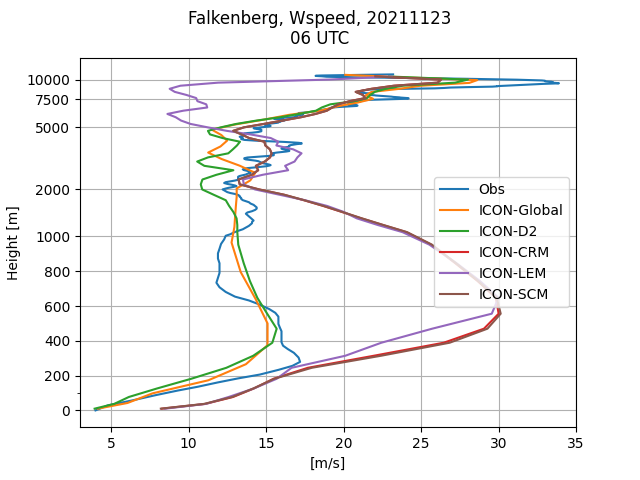 Falkenberg, Wspeed, 20211123
06 UTC
Height [m]
10000
7500
5000
2000
1000
800
600
400
200
0
Obs
ICON-Global
ICON-D2
ICON-CRM
ICON-LEM
ICON-SCM
5 10 15 20 25 30 35
[m/s]